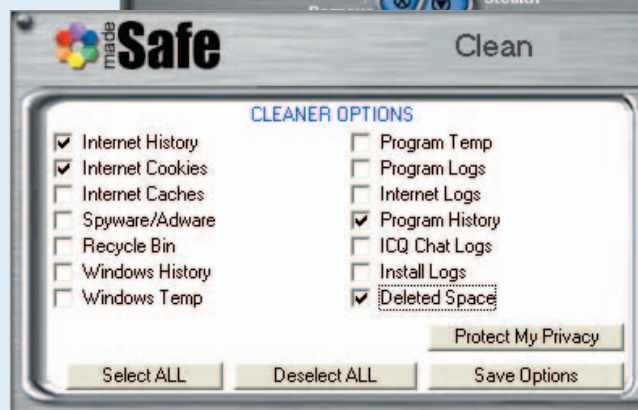 Remove
Stealth
made Safe
Clean
CLEANER OPTIONS
Internet History
Internet Cookies
Internet Caches
Spyware/Adware
Recycle Bin
Windows History
Windows Temp
Program Temp
Program Logs
Internet Logs
Program History
ICQ Chat Logs
Install Logs
Deleted Space
Protect My Privacy
Select ALL
Deselect ALL
Save Options